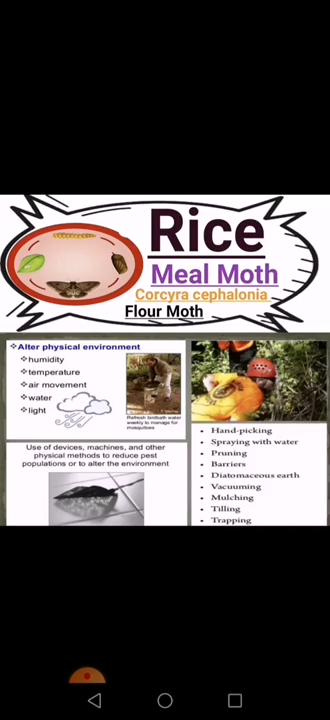 Rice
Meal Moth
Corcyra cephalonia
Flour Moth
❖Alter physical environment
❖humidity
❖temperature
❖air movement
❖water
❖light
Refresh birdbath water
weekly to manage for
mosquitoes
Use of devices, machines, and other
physical methods to reduce pest
populations or to alter the environment
• Hand-picking
• Spraying with water
• Pruning
• Barriers
• Diatomaceous earth
• Vacuuming
• Mulching
• Tilling
• Trapping